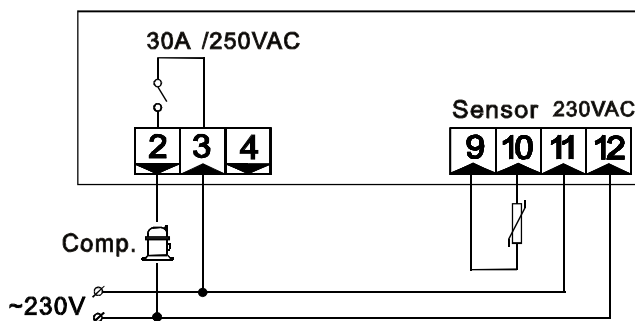 30A /250VAC
Sensor 230VAC
2 3 4
9 10 11 12
Comp.
~230V